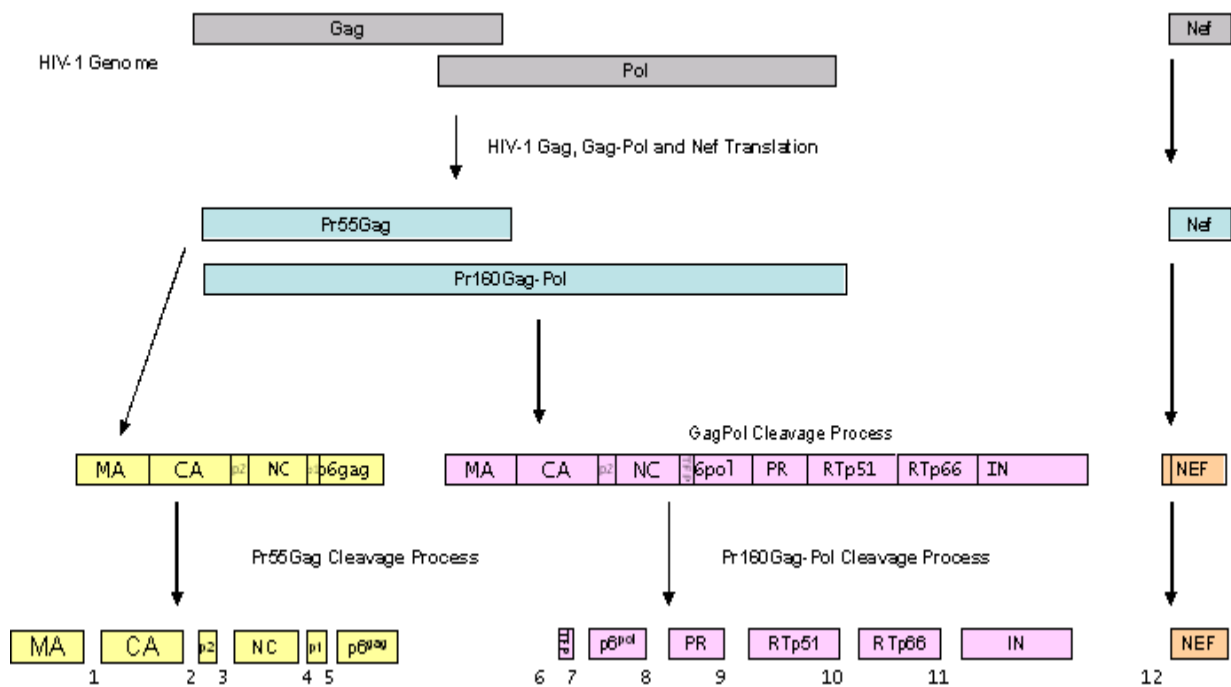 Gag
Nef
HIV-1 Genome
Pol
HIV-1 Gag, Gag-Pol and Nef Translation
Pr55Gag
Nef
Pr160Gag-Pol
GagPol Cleavage Process
MA CA p2 NC p1 p6gag
MA CA p2 NC TFP 6pol PR RTp51 RTp66 IN
NEF
Pr55Gag Cleavage Process
Pr160Gag-Pol Cleavage Process
MA CA p2 NC p1 p6gag
TFP p6pol PR RTp51 RTp66 IN
NEF
1 2 3 4 5 6 7 8 9 10 11 12